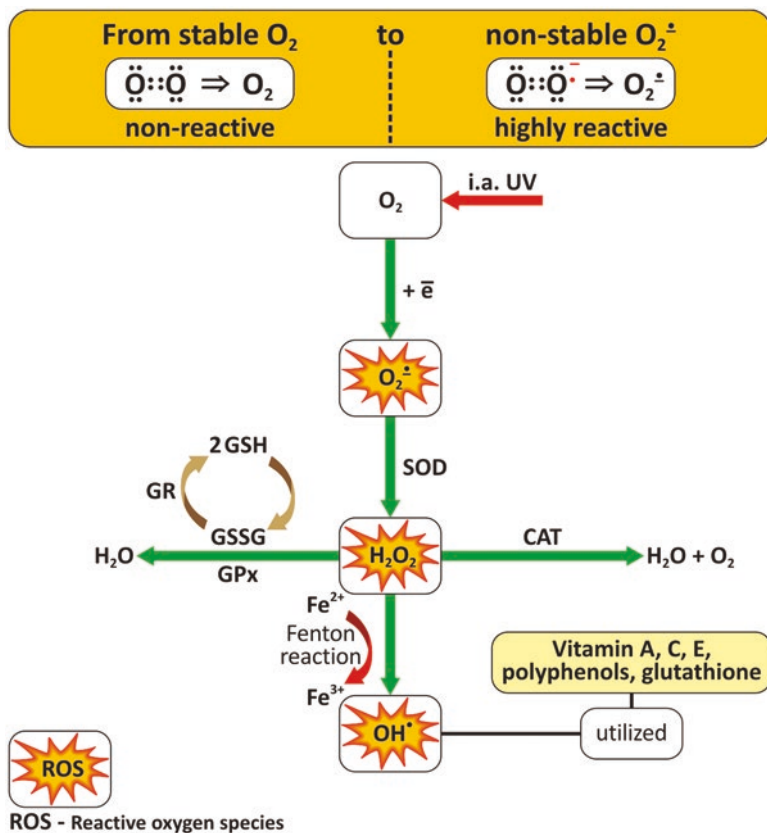 From stable O₂ to non-stable O₂•̲
Ö::Ö ⇒ O₂
Ö::Ö•̄ ⇒ O₂•̲
non-reactive
highly reactive
O₂
i.a. UV
+ e̅
O₂•̲
SOD
2GSH
GR
GSSG
GPx
H₂O
H₂O₂
CAT
H₂O + O₂
Fe²⁺
Fenton
reaction
Fe³⁺
OH•
Vitamin A, C, E,
polyphenols, glutathione
utilized
ROS
ROS - Reactive oxygen species